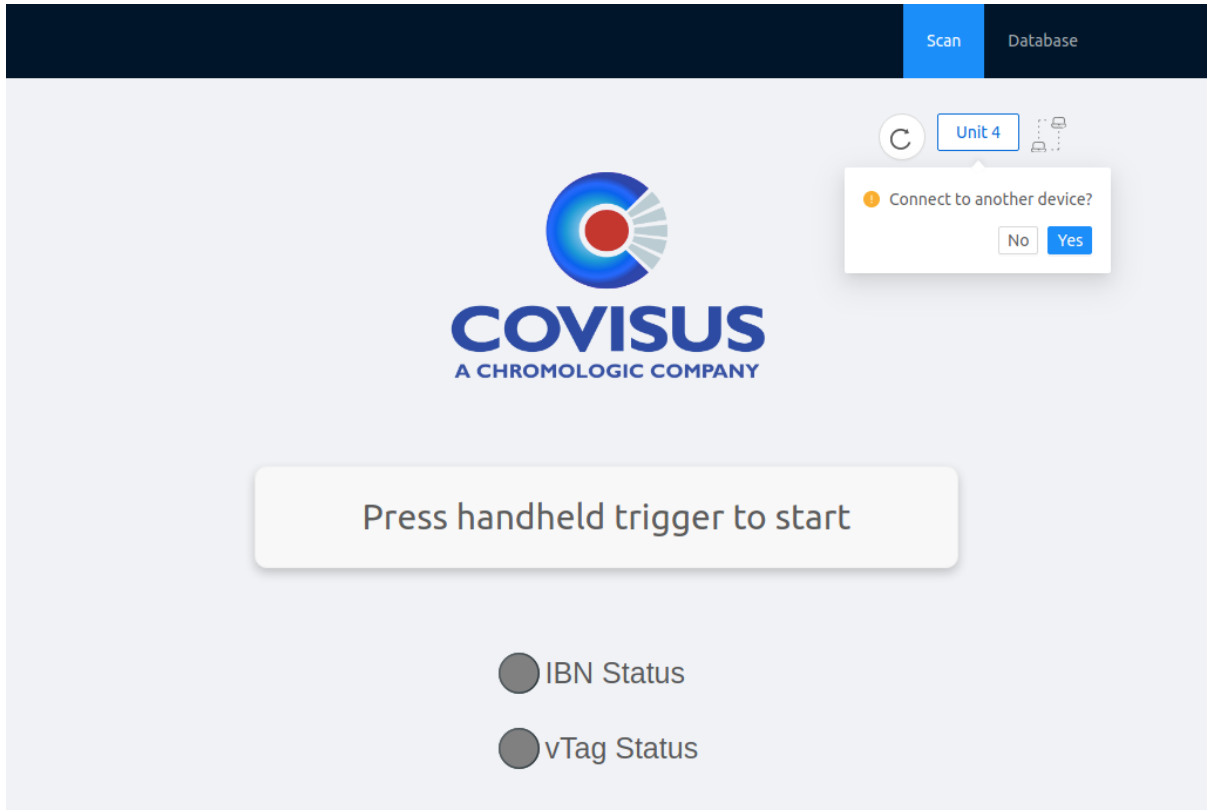 Scan Database
Unit 4
Connect to another device?
No Yes
COVISUS
A CHROMOLOGIC COMPANY
Press handheld trigger to start
IBN Status
vTag Status